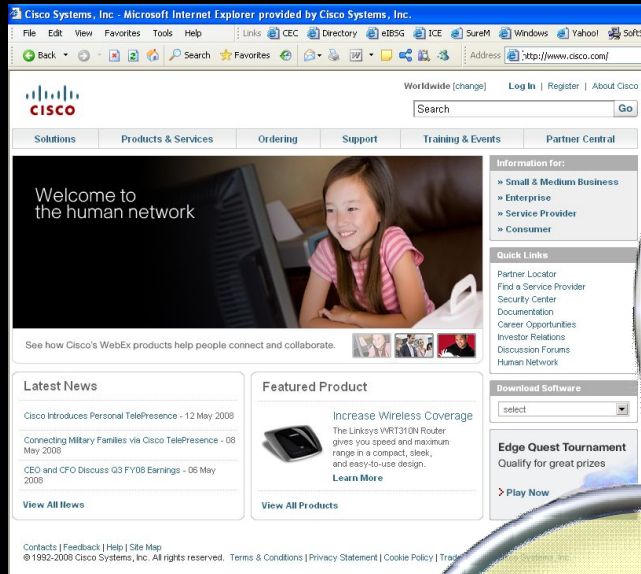 Cisco Systems, Inc - Microsoft Internet Explorer provided by Cisco Systems, Inc.
File Edit View Favorites Tools Help Links CEC Directory eIBSG ICE SureM Windows Yahoo!
Back Search Favorites Address http://www.cisco.com/
Worldwide [change] Log In | Register | About Cisco
CISCO
Search Go
Solutions Products & Services Ordering Support Training & Events Partner Central
Welcome to
the human network
See how Cisco's WebEx products help people connect and collaborate.
Information for:
» Small & Medium Business
» Enterprise
» Service Provider
» Consumer
Quick Links
Partner Locator
Find a Service Provider
Security Center
Documentation
Career Opportunities
Investor Relations
Discussion Forums
Human Network
Latest News
Cisco Introduces Personal TelePresence - 12 May 2008
Connecting Military Families via Cisco TelePresence - 08
May 2008
CEO and CFO Discuss Q3 FY08 Earnings - 06 May
2008
View All News
Featured Product
Increase Wireless Coverage
The Linksys WRT310N Router
gives you speed and maximum
range in a compact, sleek,
and easy-to-use design.
Learn More
View All Products
Download Software
select
Edge Quest Tournament
Qualify for great prizes
Play Now
Contacts | Feedback | Help | Site Map
© 1992-2008 Cisco Systems, Inc. All rights reserved. Terms & Conditions | Privacy Statement | Cookie Policy |